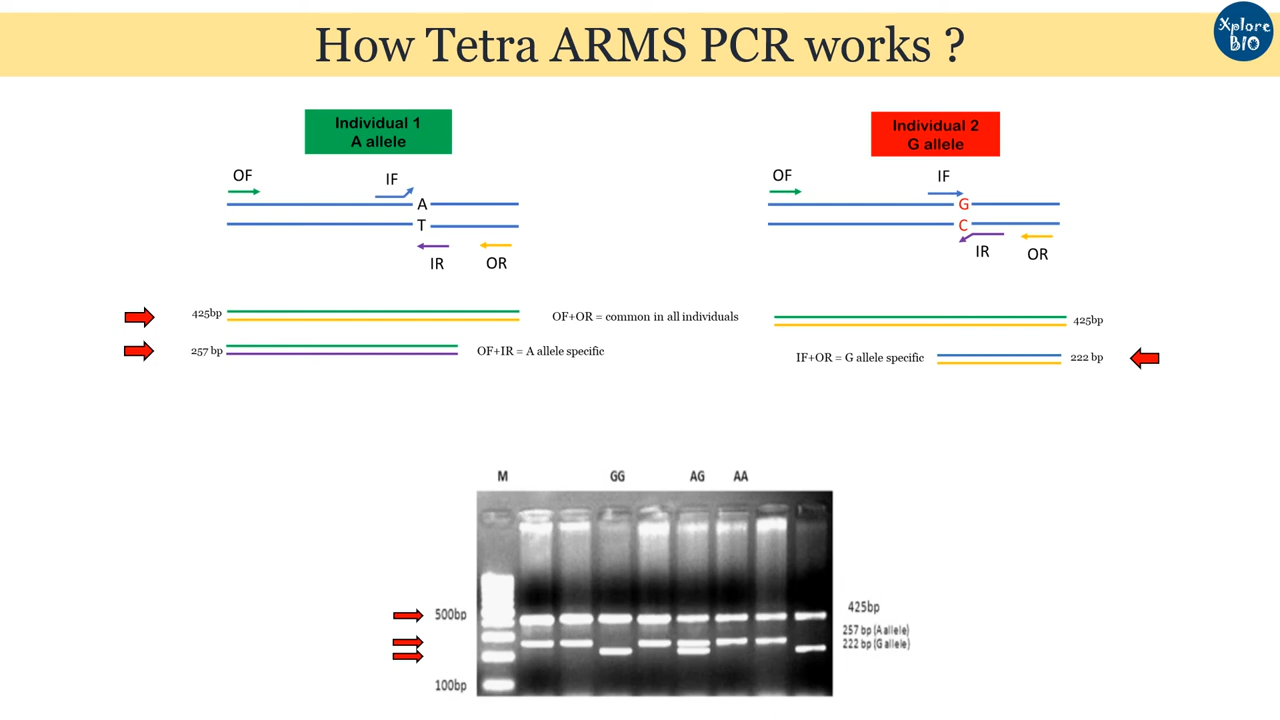 How Tetra ARMS PCR works ?
Xplore
BIO
Individual 1
A allele
Individual 2
G allele
OF
IF
A
T
IR
OR
OF
IF
G
C
IR
OR
425bp
OF+OR = common in all individuals
425bp
257 bp
OF+IR = A allele specific
IF+OR = G allele specific
222 bp
M
GG
AG
AA
500bp
100bp
425bp
257 bp (A allele)
222 bp (G allele)